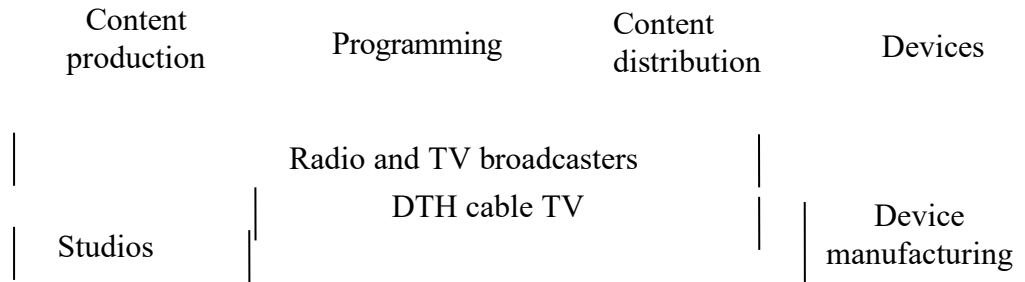 Content
production
Programming
Content
distribution
Devices
Radio and TV broadcasters
DTH cable TV
Studios
Device
manufacturing